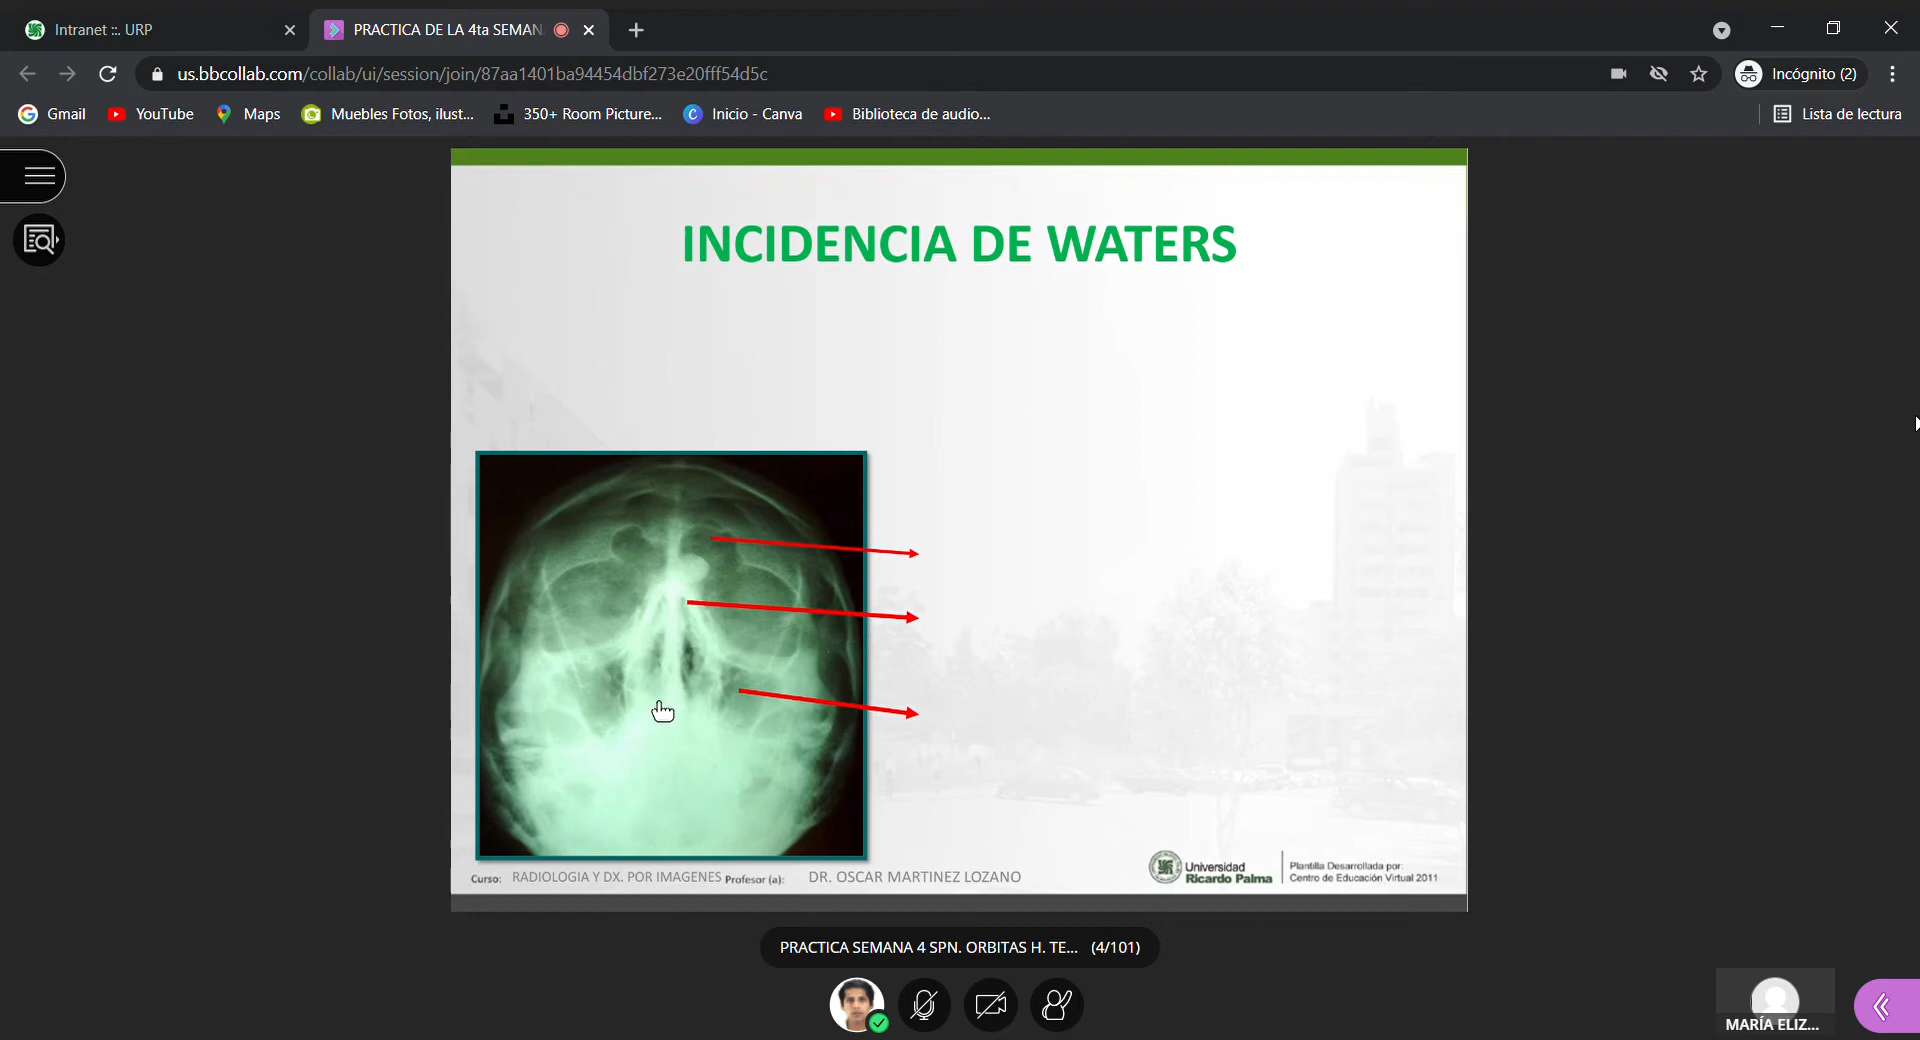 Intranet ::. URP
PRACTICA DE LA 4ta SEMAN
us.bbcollab.com/collab/ui/session/join/87aa1401ba94454dbf273e20fff54d5c
Incógnito (2)
Gmail
YouTube
Maps
Muebles Fotos, ilust...
350+ Room Picture...
Inicio - Canva
Biblioteca de audio...
Lista de lectura
INCIDENCIA DE WATERS
Curso: RADIOLOGIA Y DX. POR IMAGENES Profesor (a): DR. OSCAR MARTINEZ LOZANO
Universidad
Ricardo Palma
Plantilla Desarrollada por:
Centro de Educación Virtual 2011
PRACTICA SEMANA 4 SPN. ORBITAS H. TE... (4/101)
MARÍA ELIZ...